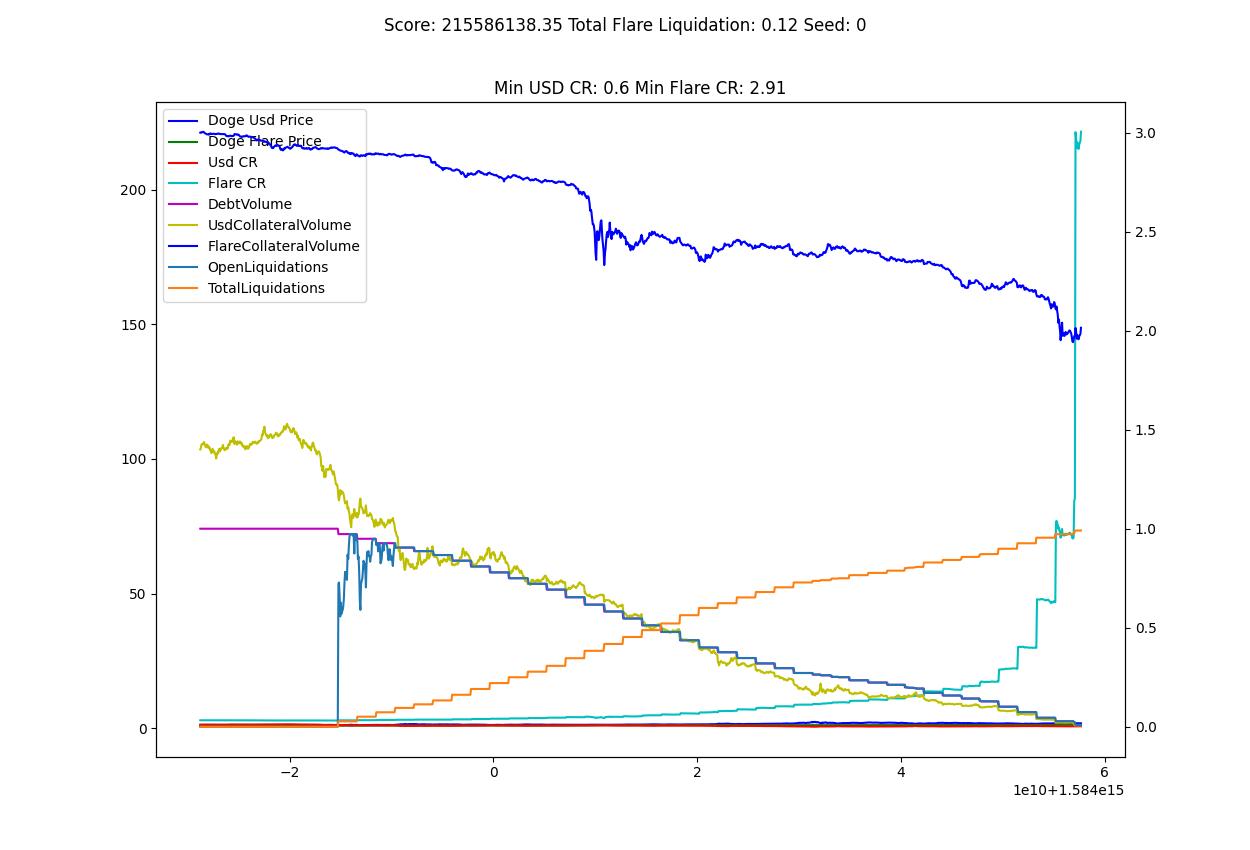 Score: 215586138.35 Total Flare Liquidation: 0.12 Seed: 0
Min USD CR: 0.6 Min Flare CR: 2.91
Doge Usd Price
Doge Flare Price
Usd CR
Flare CR
DebtVolume
UsdCollateralVolume
FlareCollateralVolume
OpenLiquidations
TotalLiquidations
200
150
100
50
0
3.0
2.5
2.0
1.5
1.0
0.5
0.0
−2
0
2
4
6
1e10+1.584e15